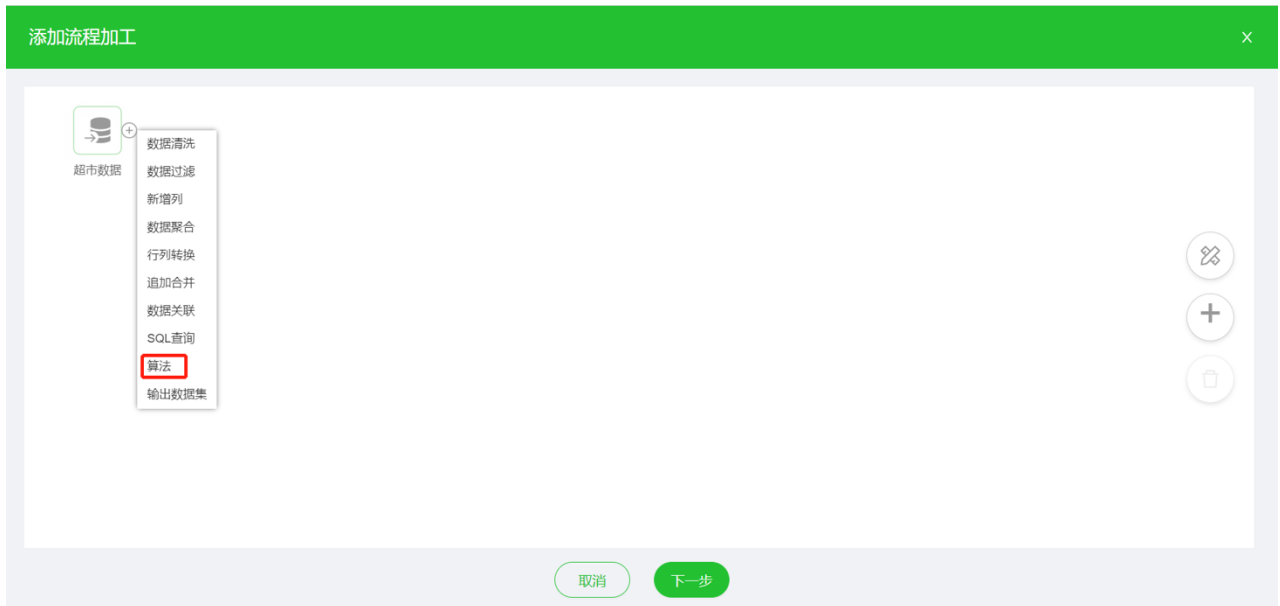 添加流程加工
X
超市数据
数据清洗
数据过滤
新增列
数据聚合
行列转换
追加合并
数据关联
SQL查询
算法
输出数据集
取消
下一步